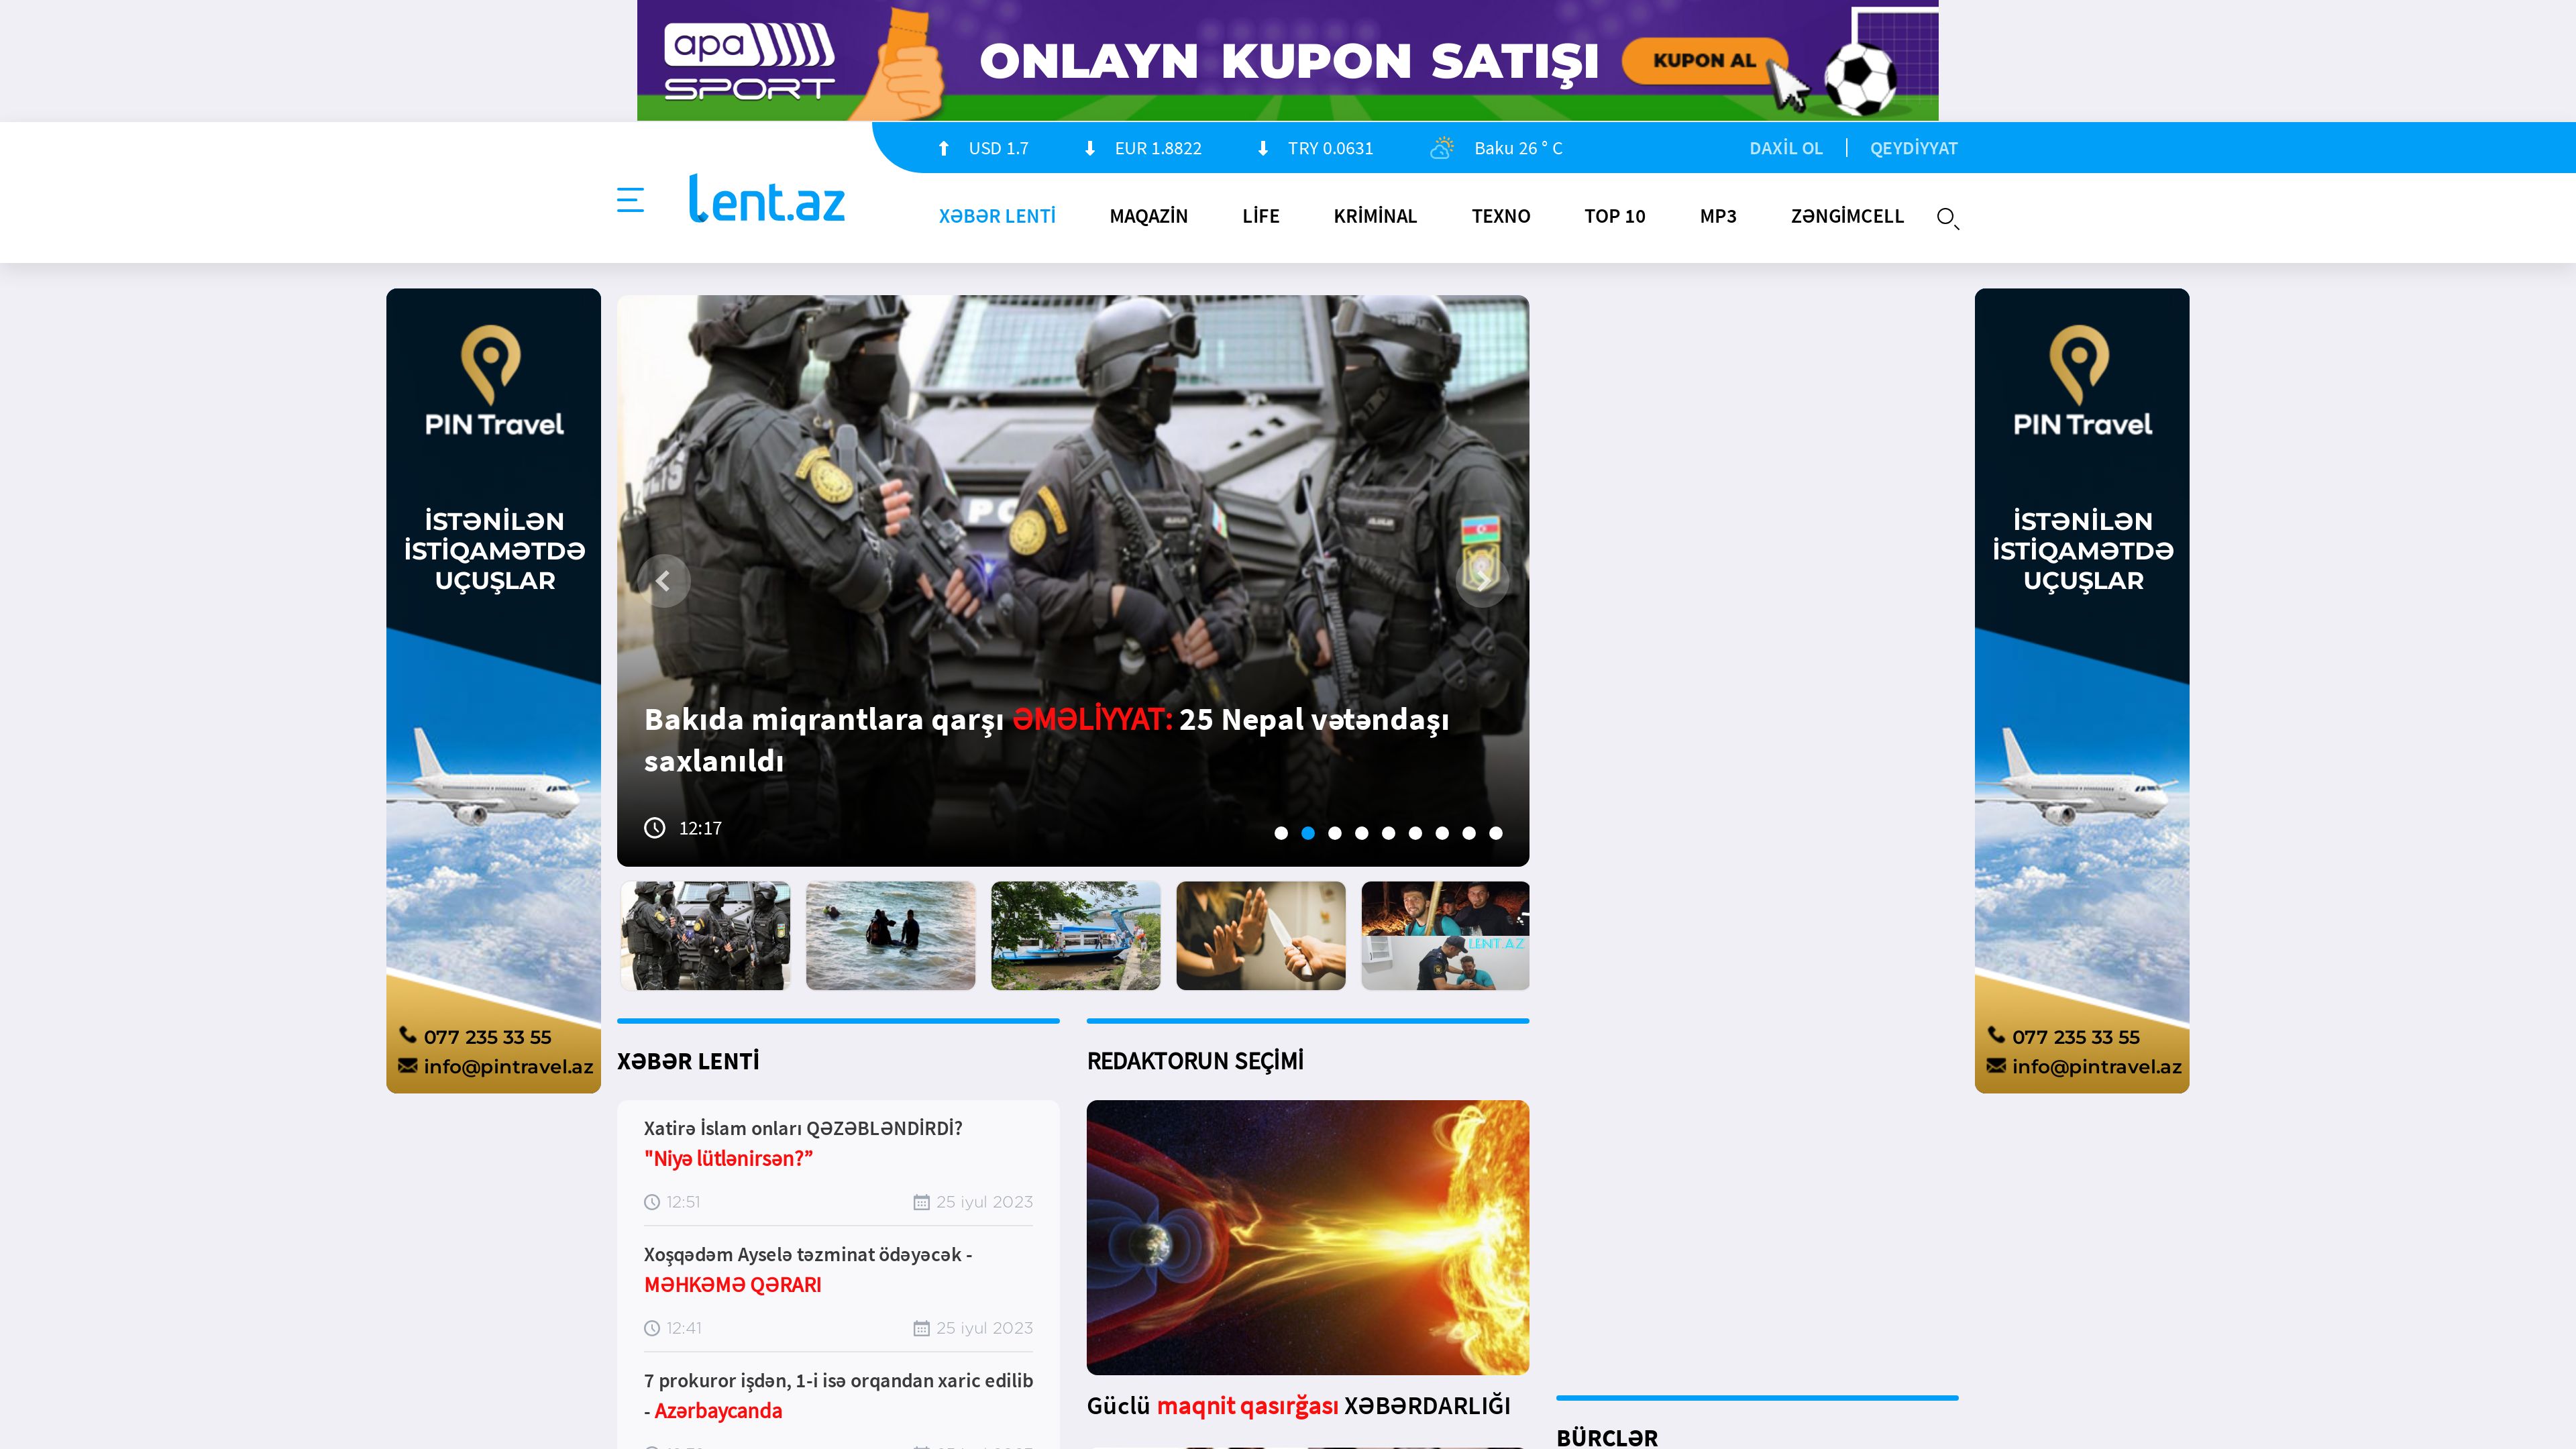 apa SPORT
ONLAYN KUPON SATIŞI
KUPON AL
USD 1.7
EUR 1.8822
TRY 0.0631
Baku 26 ° C
DAXİL OL
QEYDİYYAT
lent.az
XƏBƏR LENTİ
MAQAZİN
LİFE
KRİMİNAL
TEXNO
TOP 10
MP3
ZƏNGİMCELL
PIN Travel
İSTƏNİLƏN
İSTİQAMƏTDƏ
UÇUŞLAR
077 235 33 55
info@pintravel.az
Bakıda miqrantlara qarşı ƏMƏLİYYAT: 25 Nepal vətəndaşı
saxlanıldı
12:17
LENT.AZ
PIN Travel
İSTƏNİLƏN
İSTİQAMƏTDƏ
UÇUŞLAR
077 235 33 55
info@pintravel.az
XƏBƏR LENTİ
Xatirə İslam onları QƏZƏBLƏNDİRDİ?
"Niyə lütlənirsən?”
12:51
25 iyul 2023
Xoşqədəm Ayselə təzminat ödəyəcək -
MƏHKƏMƏ QƏRARI
12:41
25 iyul 2023
7 prokuror işdən, 1-i isə orqandan xaric edilib
- Azərbaycanda
REDAKTORUN SEÇİMİ
Güclü maqnit qasırğası XƏBƏRDARLIĞI
BÜRCLƏR